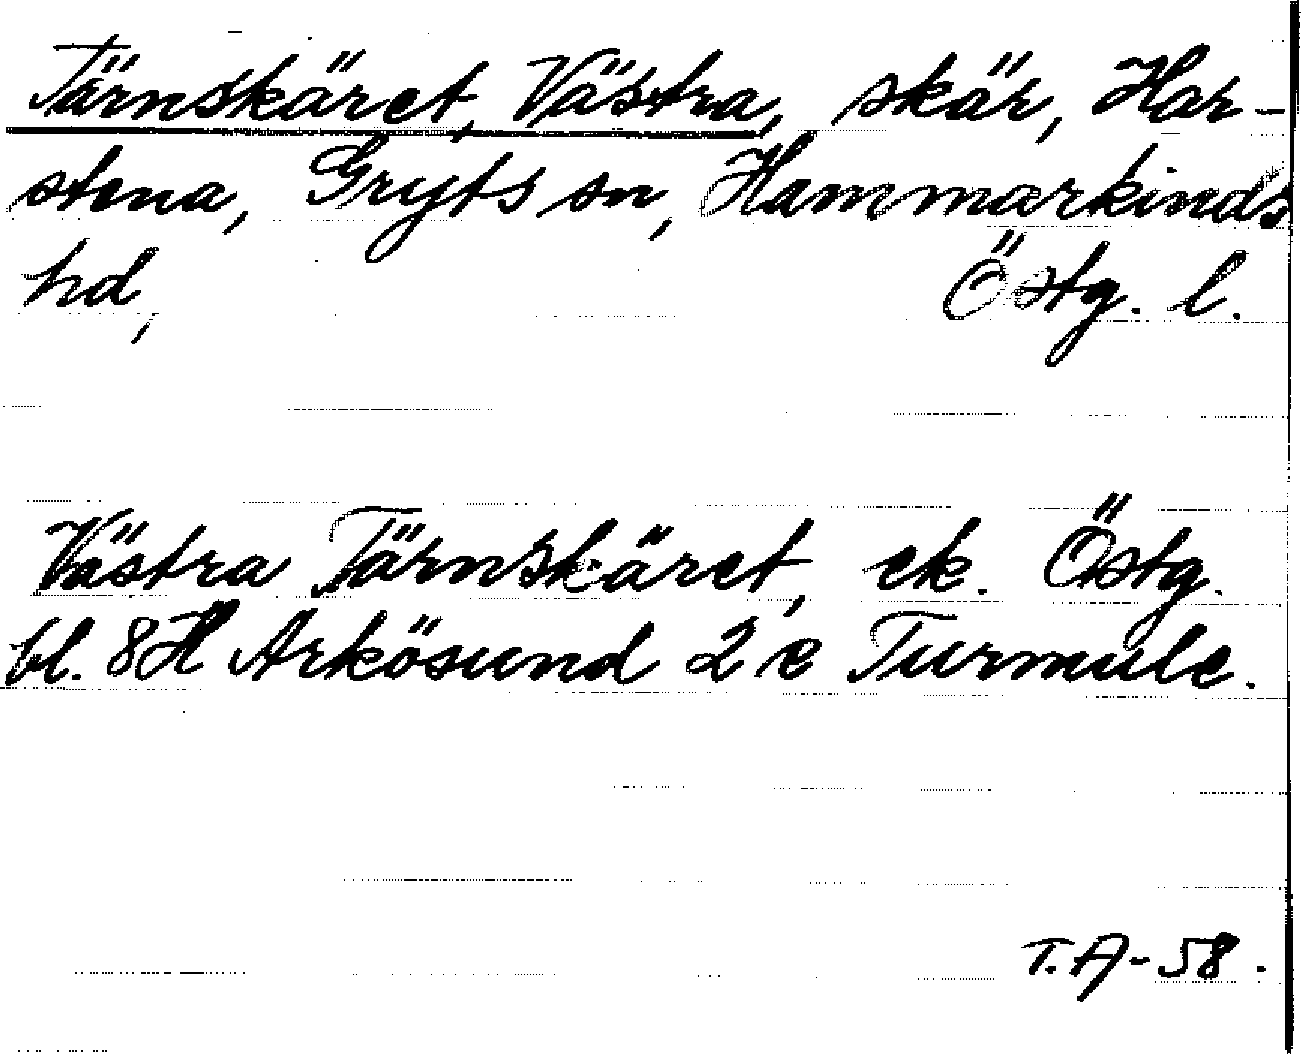 Tärnskäret, Västra, skär, Har-
stena, Gryts sn, Hammarkinds
hd, Östg. l.
Västra Tärnskäret, ek. Östg.
bl. 8H Arkösund 2 e Turmule.
T.A-58.